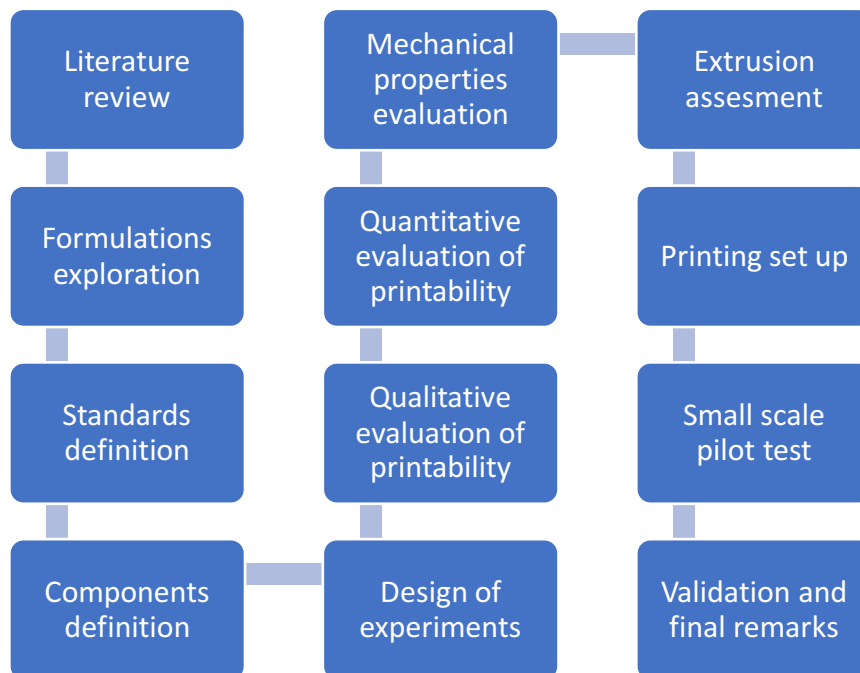 Literature
review
Formulations
exploration
Standards
definition
Components
definition
Design of
experiments
Qualitative
evaluation of
printability
Quantitative
evaluation of
printability
Mechanical
properties
evaluation
Extrusion
assesment
Printing set up
Small scale
pilot test
Validation and
final remarks